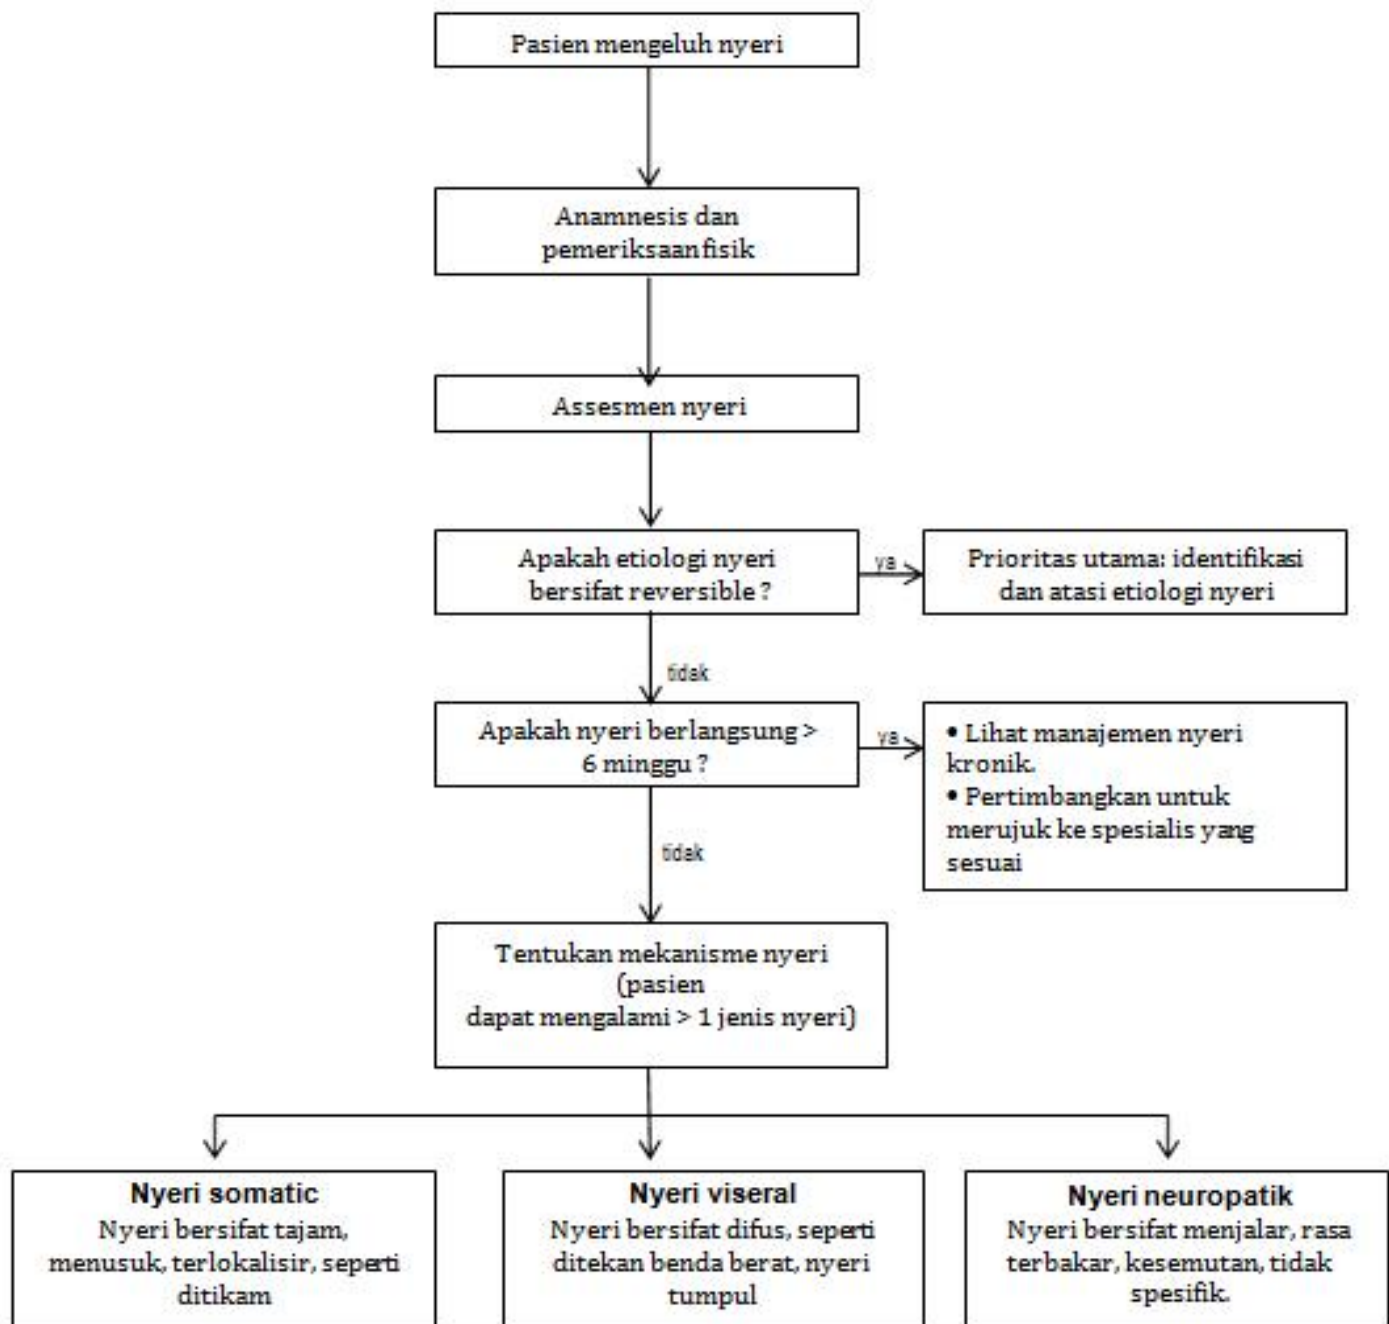 Pasien mengeluh nyeri
Anamnesis dan
pemeriksaan fisik
Assesmen nyeri
Apakah etiologi nyeri
bersifat reversible ?
ya
Prioritas utama: identifikasi
dan atasi etiologi nyeri
tidak
Apakah nyeri berlangsung >
6 minggu ?
ya
• Lihat manajemen nyeri
kronik.
• Pertimbangkan untuk
merujuk ke spesialis yang
sesuai
tidak
Tentukan mekanisme nyeri
(pasien
dapat mengalami > 1 jenis nyeri)
Nyeri somatic
Nyeri bersifat tajam,
menusuk, terlokalisir, seperti
ditikam
Nyeri viseral
Nyeri bersifat difus, seperti
ditekan benda berat, nyeri
tumpul
Nyeri neuropatik
Nyeri bersifat menjalar, rasa
terbakar, kesemutan, tidak
spesifik.